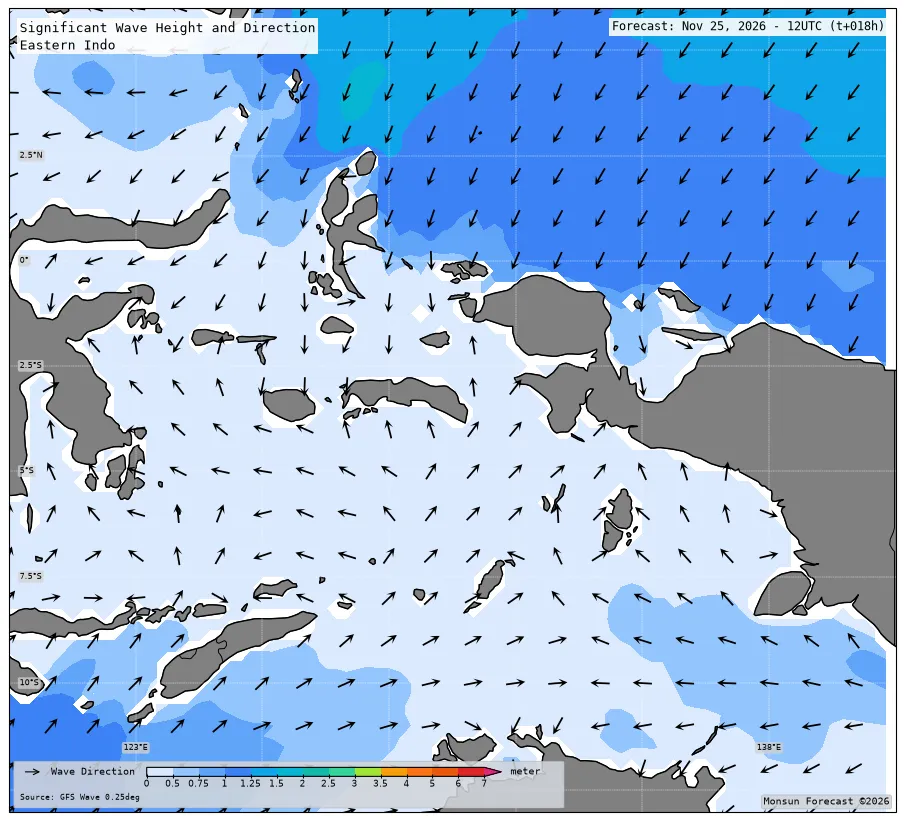 Significant Wave Height and Direction
Eastern Indo
Forecast: Nov 25, 2026 - 12UTC (t+018h)
2.5°N
0°
2.5°S
5°S
7.5°S
10°S
123°E
138°E
Wave Direction
meter
0 0.5 0.75 1 1.25 1.5 2 2.5 3 3.5 4 5 6 7
Source: GFS Wave 0.25deg
Monsun Forecast ©2026